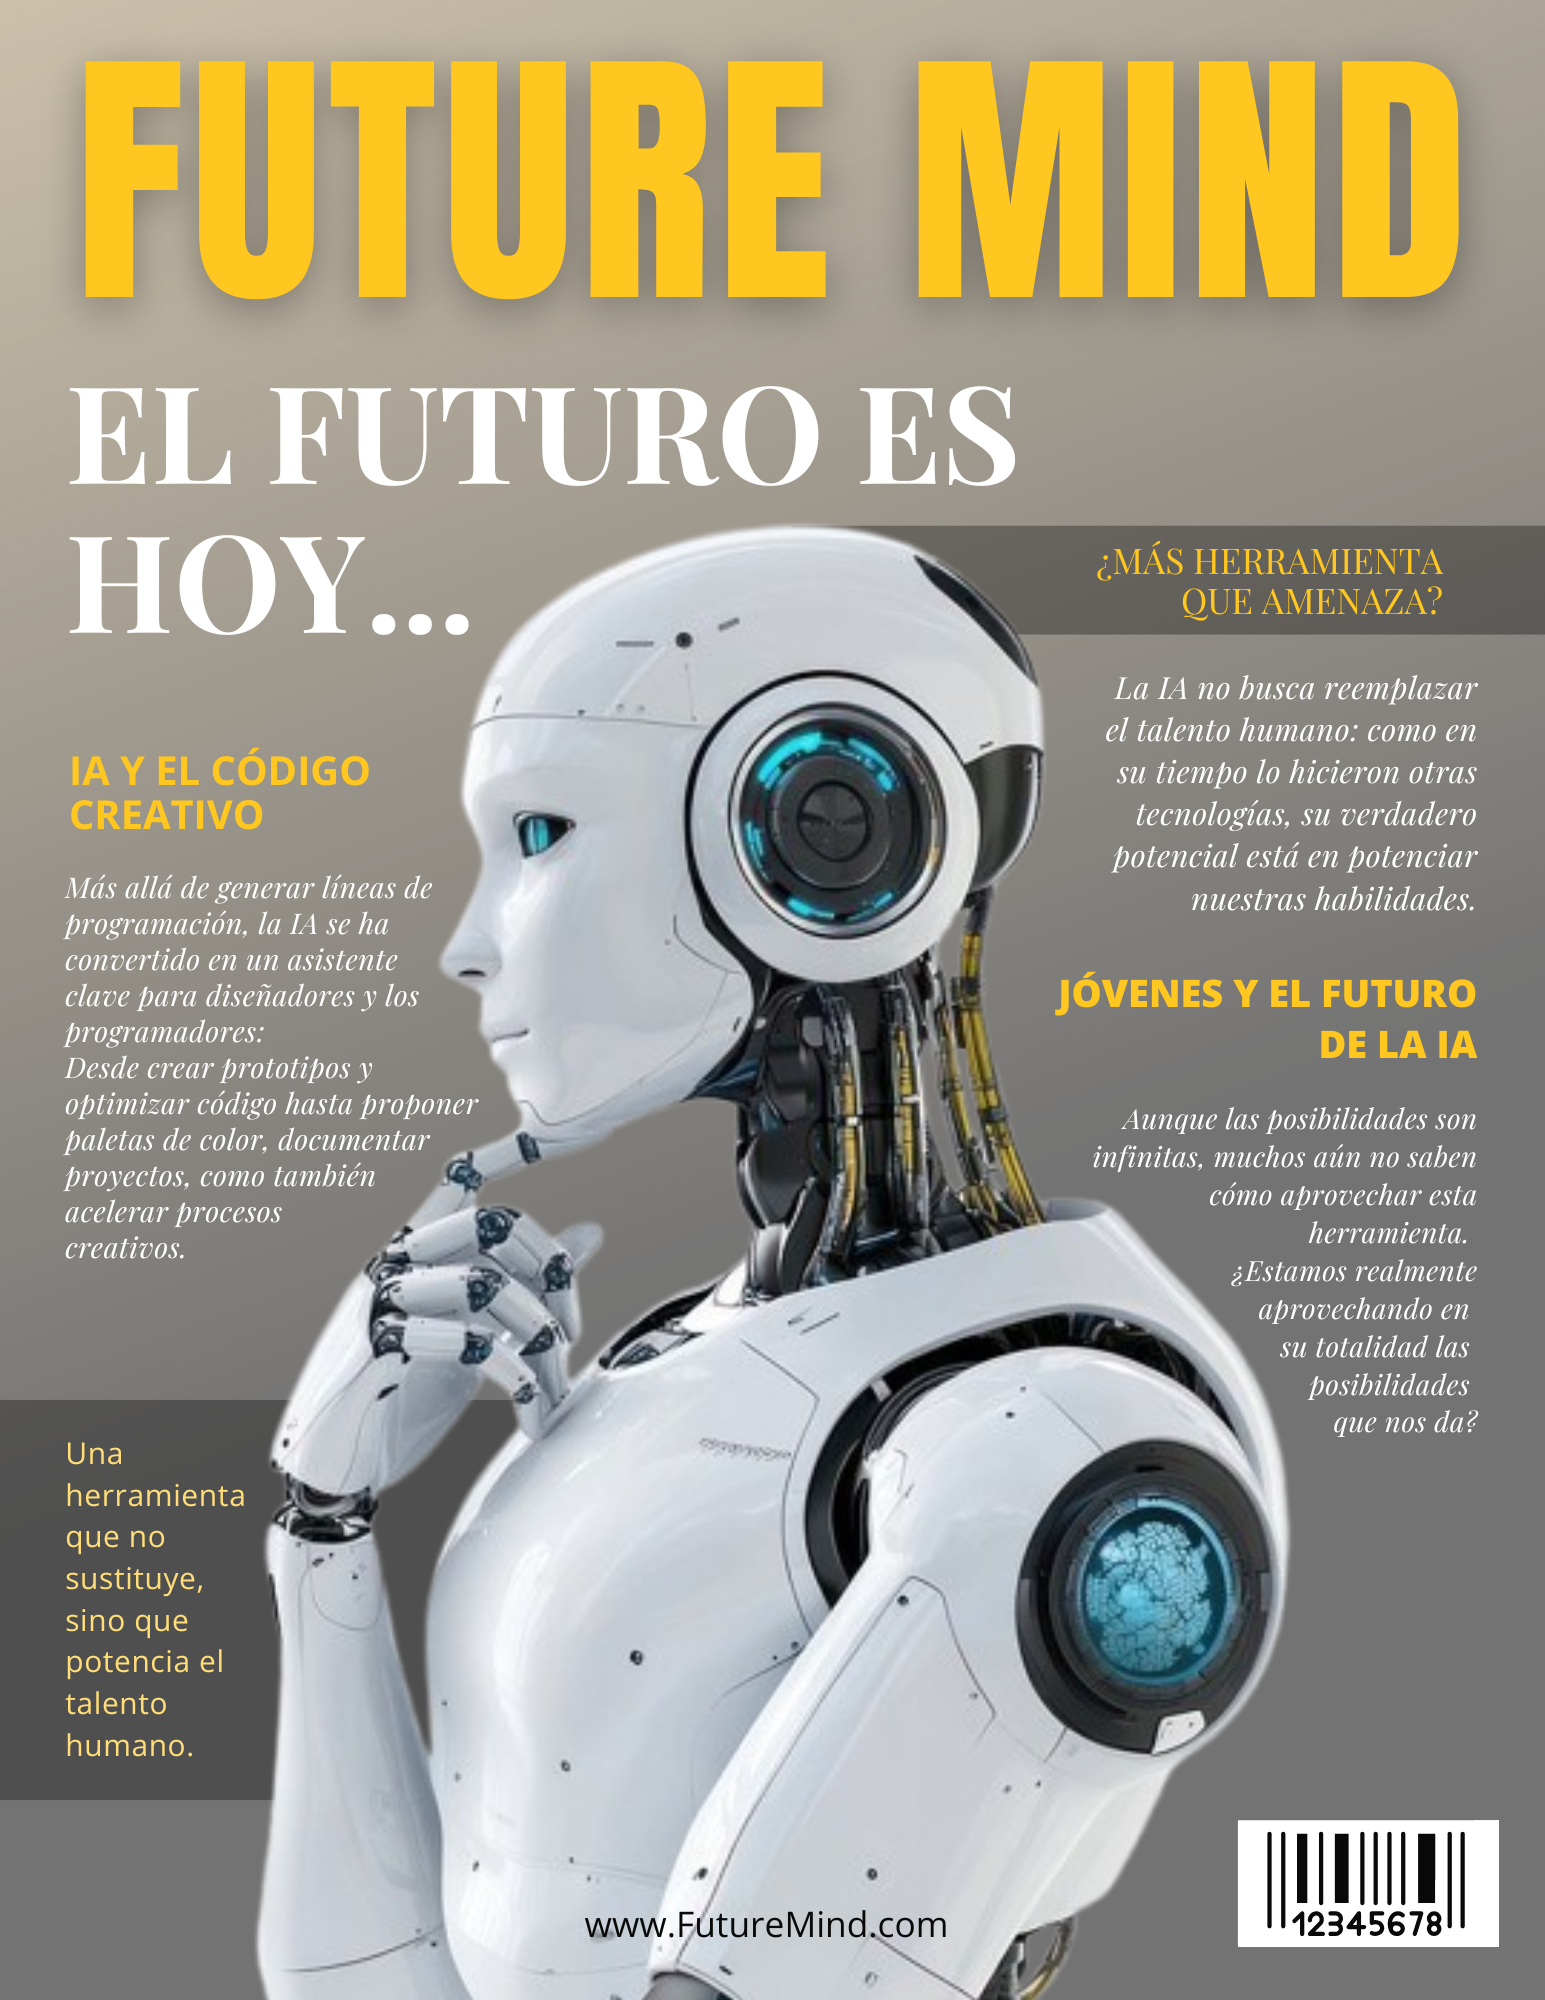 FUTURE MIND
EL FUTURO ES
HOY...
¿MÁS HERRAMIENTA
QUE AMENAZA?
La IA no busca reemplazar
el talento humano: como en
su tiempo lo hicieron otras
tecnologías, su verdadero
potencial está en potenciar
nuestras habilidades.
IA Y EL CÓDIGO
CREATIVO
Más allá de generar líneas de
programación, la IA se ha
convertido en un asistente
clave para diseñadores y los
programadores:
Desde crear prototipos y
optimizar código hasta proponer
paletas de color, documentar
proyectos, como también
acelerar procesos
creativos.
JÓVENES Y EL FUTURO
DE LA IA
Aunque las posibilidades son
infinitas, muchos aún no saben
cómo aprovechar esta
herramienta.
¿Estamos realmente
aprovechando en
su totalidad las
posibilidades
que nos da?
Una
herramienta
que no
sustituye,
sino que
potencia el
talento
humano.
www.FutureMind.com
12345678